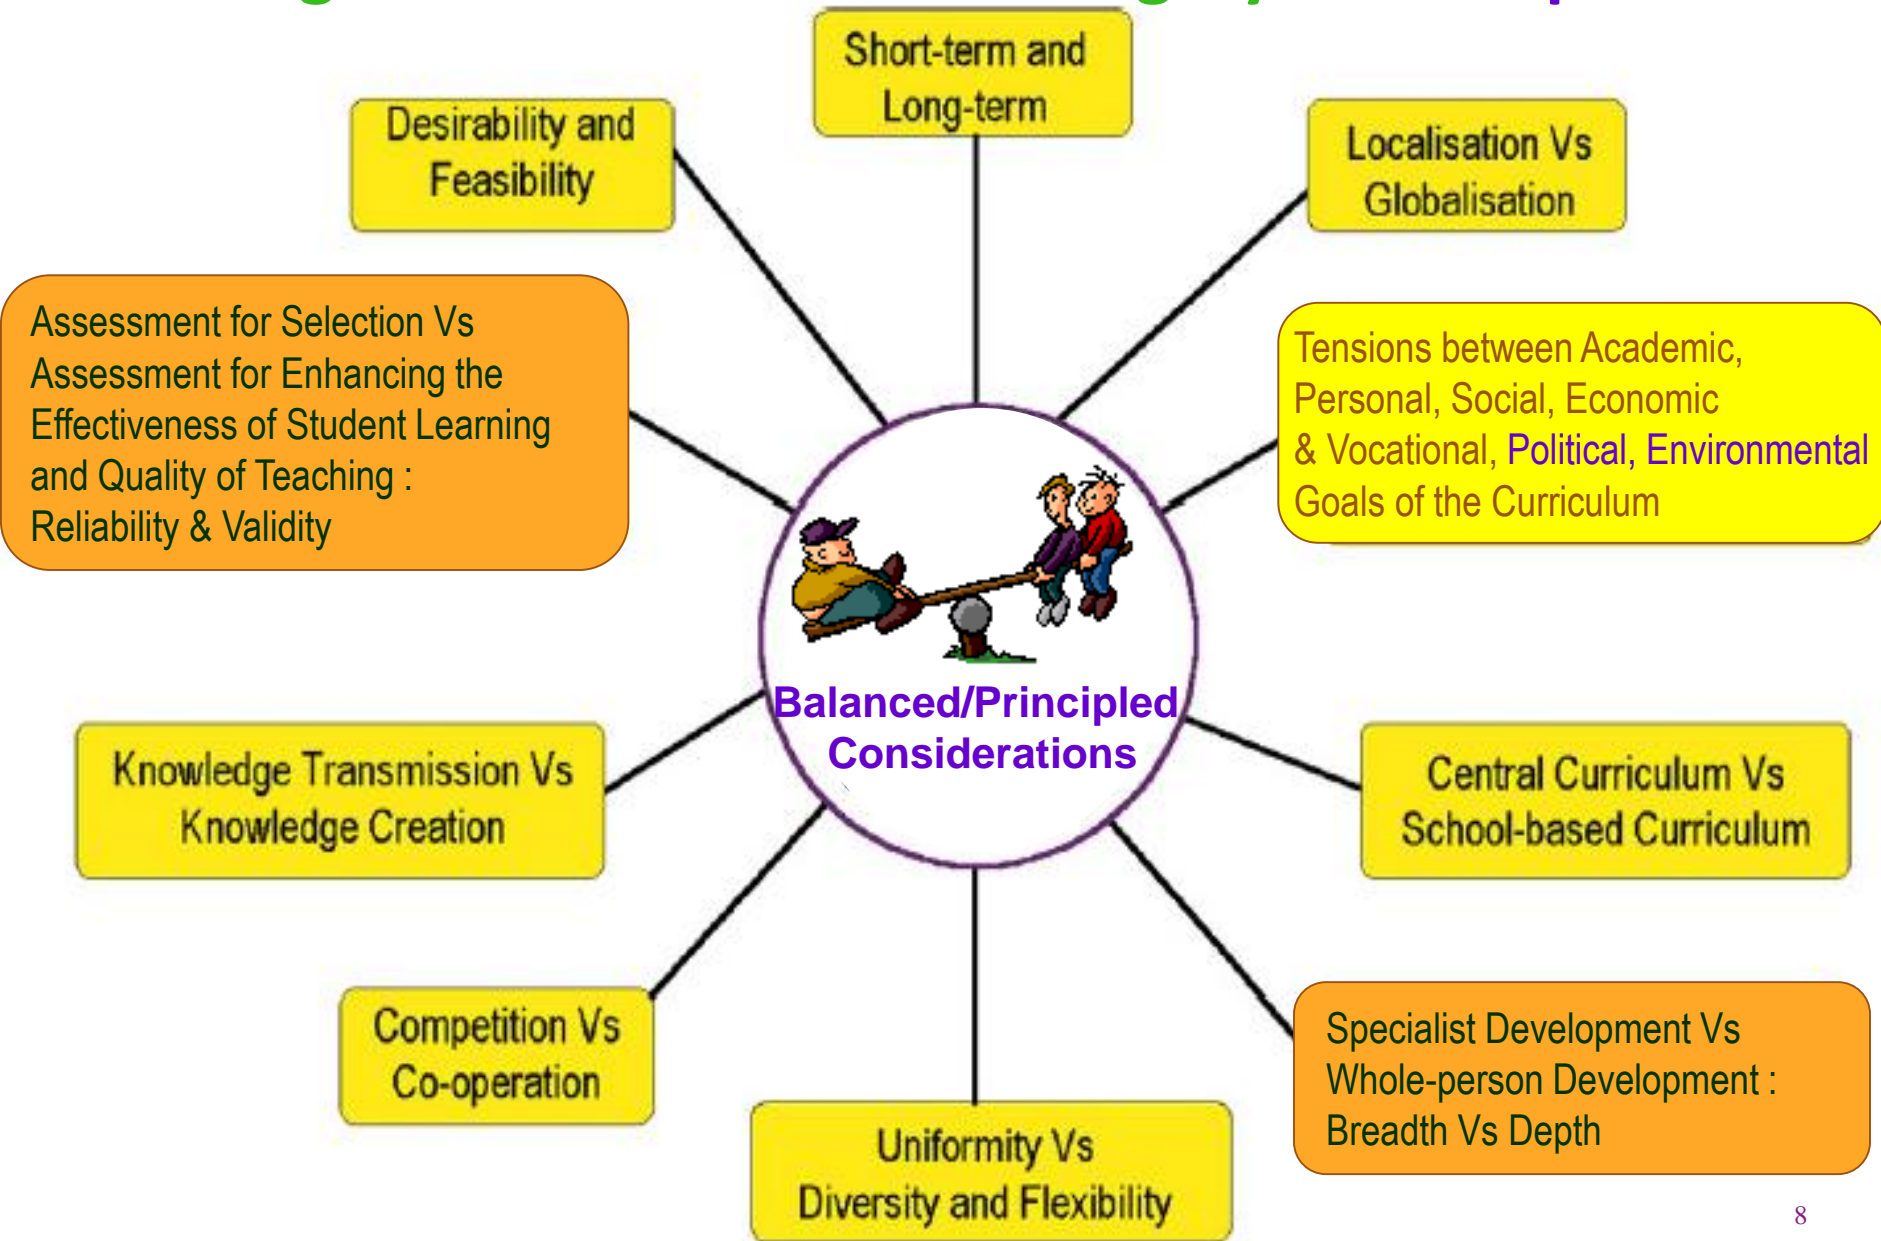 Short-term and
Long-term
Desirability and
Feasibility
Localisation Vs
Globalisation
Assessment for Selection Vs
Assessment for Enhancing the
Effectiveness of Student Learning
and Quality of Teaching :
Reliability & Validity
Tensions between Academic,
Personal, Social, Economic
& Vocational, Political, Environmental
Goals of the Curriculum
Balanced/Principled
Considerations
Knowledge Transmission Vs
Knowledge Creation
Central Curriculum Vs
School-based Curriculum
Competition Vs
Co-operation
Specialist Development Vs
Whole-person Development :
Breadth Vs Depth
Uniformity Vs
Diversity and Flexibility
8